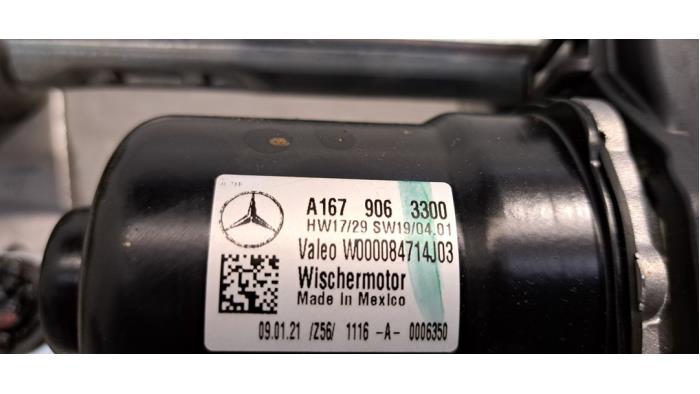 A167 906 3300
HW17/29 SW19/04.01
Valeo W000084714J03
Wischermotor
Made in Mexico
09.01.21 /Z56/ 1116 -A- 0006350